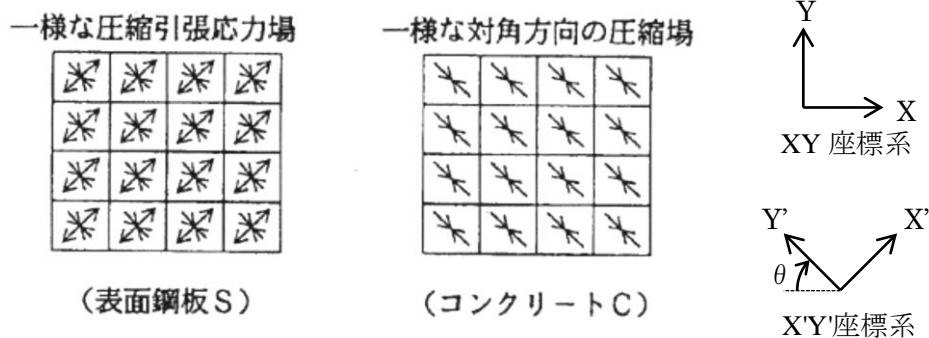 一様な圧縮引張応力場
(表面鋼板S)
一様な対角方向の圧縮場
(コンクリートC)
Y
X
XY 座標系
Y'
X'
θ
X'Y'座標系